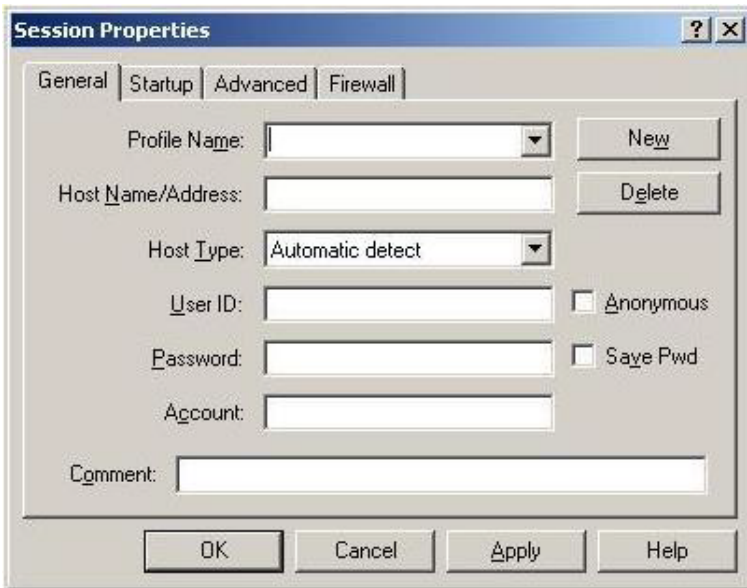 Session Properties
General Startup Advanced Firewall
Profile Name: New
Host Name/Address: Delete
Host Type: Automatic detect
User ID: Anonymous
Password: Save Pwd
Account:
Comment:
OK Cancel Apply Help